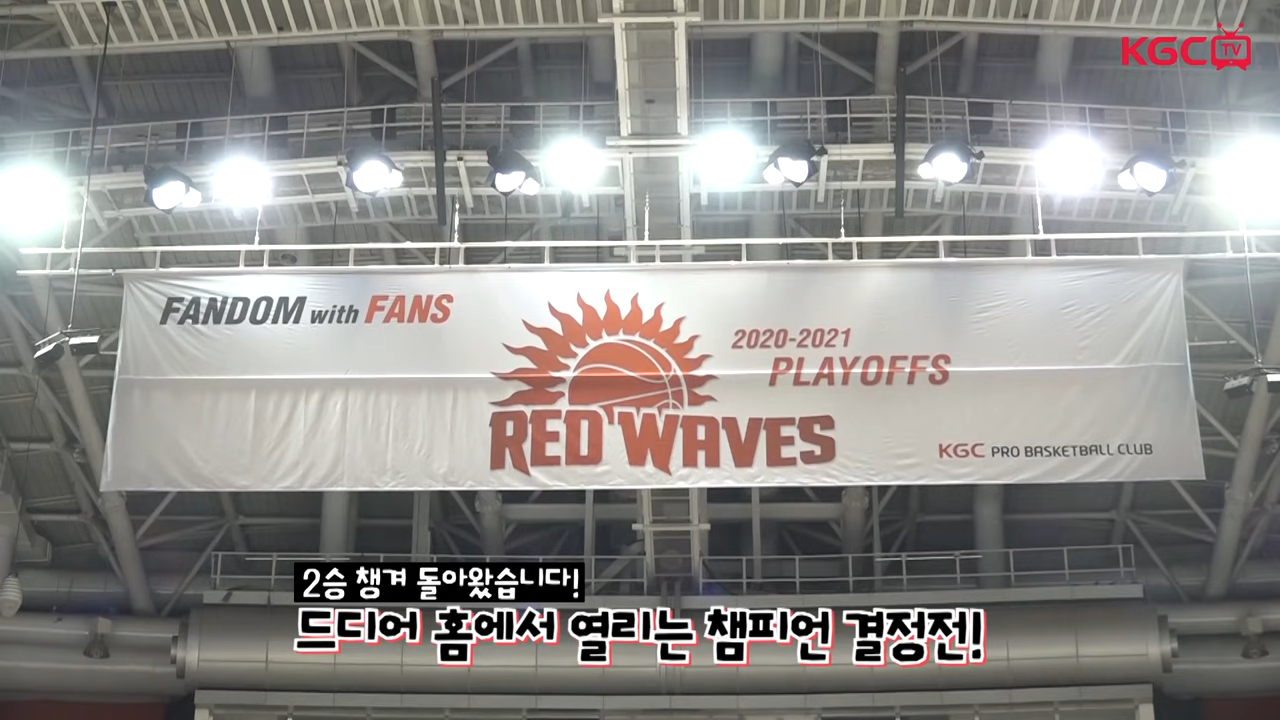 KGC TV
FANDOM with FANS
2020-2021
PLAYOFFS
RED WAVES
KGC PRO BASKETBALL CLUB
2승 챙겨 돌아왔습니다!
드디어 홈에서 열리는 챔피언 결정전!